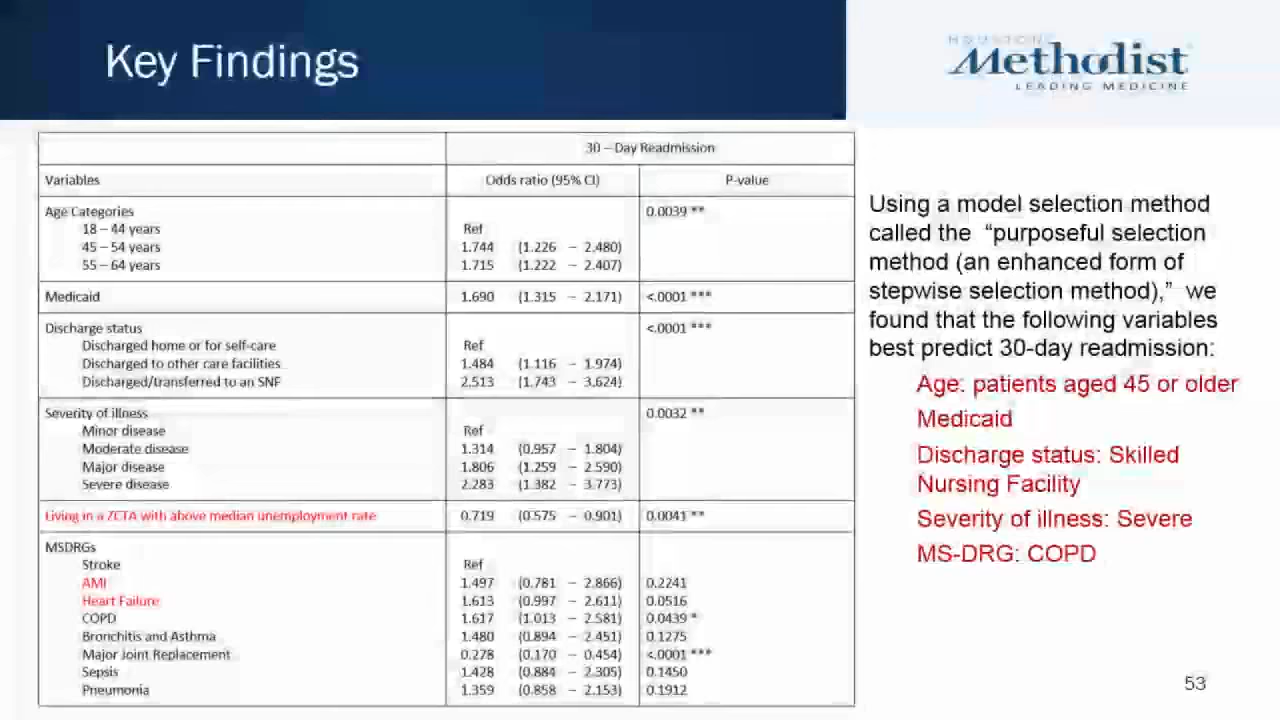 Key Findings
HOUSTON
Methodist
LEADING MEDICINE
30 – Day Readmission
Variables Odds ratio (95% CI) P-value
Age Categories 0.0039 **
18 – 44 years Ref
45 – 54 years 1.744 (1.226 – 2.480)
55 – 64 years 1.715 (1.222 – 2.407)
Medicaid 1.690 (1.315 – 2.171) <.0001 ***
Discharge status <.0001 ***
Discharged home or for self-care Ref
Discharged to other care facilities 1.484 (1.116 – 1.974)
Discharged/transferred to an SNF 2.513 (1.743 – 3.624)
Severity of illness 0.0032 **
Minor disease Ref
Moderate disease 1.314 (0.957 – 1.804)
Major disease 1.806 (1.259 – 2.590)
Severe disease 2.283 (1.382 – 3.773)
Living in a ZCTA with above median unemployment rate 0.719 (0.575 – 0.901) 0.0041 **
MSDRGs
Stroke Ref
AMI 1.497 (0.781 – 2.866) 0.2241
Heart Failure 1.613 (0.997 – 2.611) 0.0516
COPD 1.617 (1.013 – 2.581) 0.0439 *
Bronchitis and Asthma 1.480 (0.894 – 2.451) 0.1275
Major Joint Replacement 0.278 (0.170 – 0.454) <.0001 ***
Sepsis 1.428 (0.884 – 2.305) 0.1450
Pneumonia 1.359 (0.858 – 2.153) 0.1912
Using a model selection method
called the “purposeful selection
method (an enhanced form of
stepwise selection method),” we
found that the following variables
best predict 30-day readmission:
Age: patients aged 45 or older
Medicaid
Discharge status: Skilled
Nursing Facility
Severity of illness: Severe
MS-DRG: COPD
53